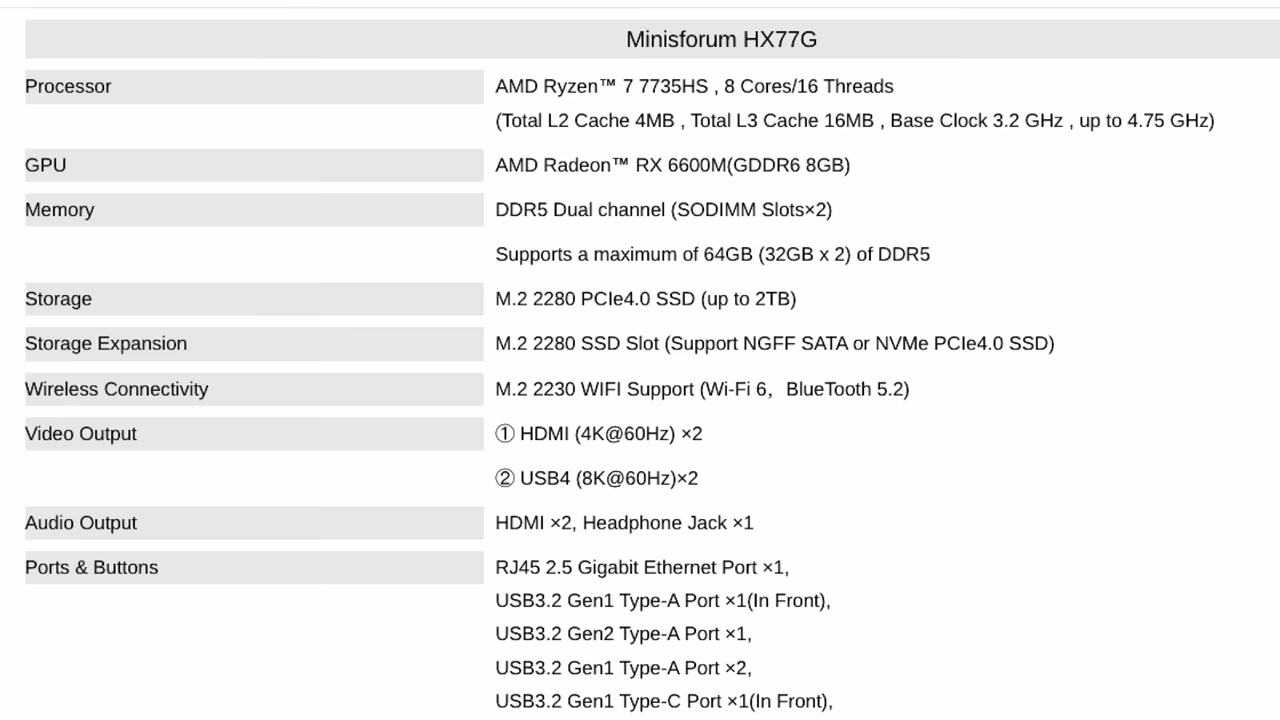 Minisforum HX77G
Processor
AMD Ryzen™ 7 7735HS , 8 Cores/16 Threads
(Total L2 Cache 4MB , Total L3 Cache 16MB , Base Clock 3.2 GHz , up to 4.75 GHz)
GPU
AMD Radeon™ RX 6600M(GDDR6 8GB)
Memory
DDR5 Dual channel (SODIMM Slots×2)
Supports a maximum of 64GB (32GB x 2) of DDR5
Storage
M.2 2280 PCIe4.0 SSD (up to 2TB)
Storage Expansion
M.2 2280 SSD Slot (Support NGFF SATA or NVMe PCIe4.0 SSD)
Wireless Connectivity
M.2 2230 WIFI Support (Wi-Fi 6，BlueTooth 5.2)
Video Output
① HDMI (4K@60Hz) ×2
② USB4 (8K@60Hz)×2
Audio Output
HDMI ×2, Headphone Jack ×1
Ports & Buttons
RJ45 2.5 Gigabit Ethernet Port ×1,
USB3.2 Gen1 Type-A Port ×1(In Front),
USB3.2 Gen2 Type-A Port ×1,
USB3.2 Gen1 Type-A Port ×2,
USB3.2 Gen1 Type-C Port ×1(In Front),